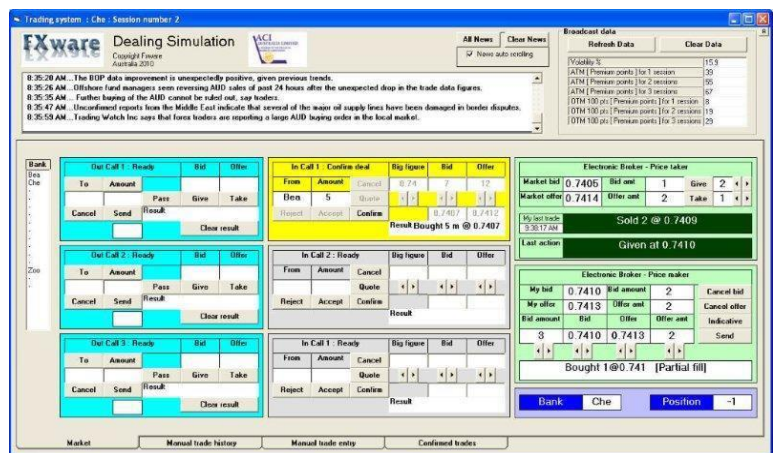 Trading system : Che : Session number 2
FXware
Dealing Simulation
Copyright Fxware
Australia 2010
ACI
All News Clear News
News auto scrolling
Broadcast data
Refresh Data Clear Data
Volatility % 15.9
ATM [ Premium points ] for 1 session 39
ATM [ Premium points ] for 2 sessions 55
ATM [ Premium points ] for 3 sessions 67
OTM 100 pts [ Premium points ] for 1 session 8
OTM 100 pts [ Premium points ] for 2 sessions 19
OTM 100 pts [ Premium points ] for 3 sessions 29
8:35:20 AM...The BOP data improvement is unexpectedly positive, given previous trends.
8:35:26 AM...Offshore fund managers seen reversing AUD sales of past 24 hours after the unexpected drop in the trade data figures.
8:35:35 AM... Further buying of the AUD cannot be ruled out, say traders.
8:35:47 AM...Unconfirmed reports from the Middle East indicate that several of the major oil supply lines have been damaged in border disputes.
8:35:59 AM...Trading Watch Inc says that forex traders are reporting a large AUD buying order in the local market.
Bank
Bea
Che
Zoo
Out Call 1 : Ready Bid Offer
To Amount
Pass Give Take
Cancel Send Result
Clear result
Out Call 2 : Ready Bid Offer
To Amount
Pass Give Take
Cancel Send Result
Clear result
Out Call 3 : Ready Bid Offer
To Amount
Pass Give Take
Cancel Send Result
Clear result
In Call 1 : Confirm deal Big figure Bid Offer
From Amount Cancel 0.74 7 12
Bea 5 Quote
Reject Accept Confirm 0.7407 0.7412
Result Bought 5 m @ 0.7407
In Call 2 : Ready Big figure Bid Offer
From Amount Cancel
Quote
Reject Accept Confirm
Result
In Call 1 : Ready Big figure Bid Offer
From Amount Cancel
Quote
Reject Accept Confirm
Result
Electronic Broker - Price taker
Market bid 0.7405 Bid amt 1 Give 2
Market offer 0.7414 Offer amt 2 Take 1
My last trade
8:30:17 AM
Sold 2 @ 0.7409
Last action Given at 0.7410
Electronic Broker - Price maker
My bid 0.7410 Bid amount 2 Cancel bid
My offer 0.7413 Offer amt 2 Cancel offer
Bid amount Bid Offer Offer amt Indicative
3 0.7410 0.7413 2 Send
Bought 1@0.741 [Partial fill]
Bank Che Position -1
Market Manual trade history Manual trade entry Confirmed trades